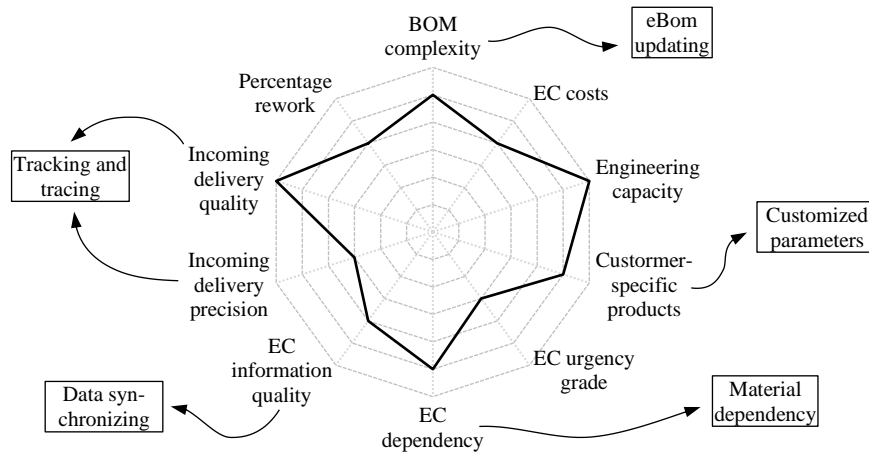 BOM
complexity
eBom
updating
EC costs
Engineering
capacity
Customized
parameters
Custormer-
specific
products
EC urgency
grade
Material
dependency
EC
dependency
EC
information
quality
Data syn-
chronizing
Incoming
delivery
precision
Incoming
delivery
quality
Tracking and
tracing
Percentage
rework